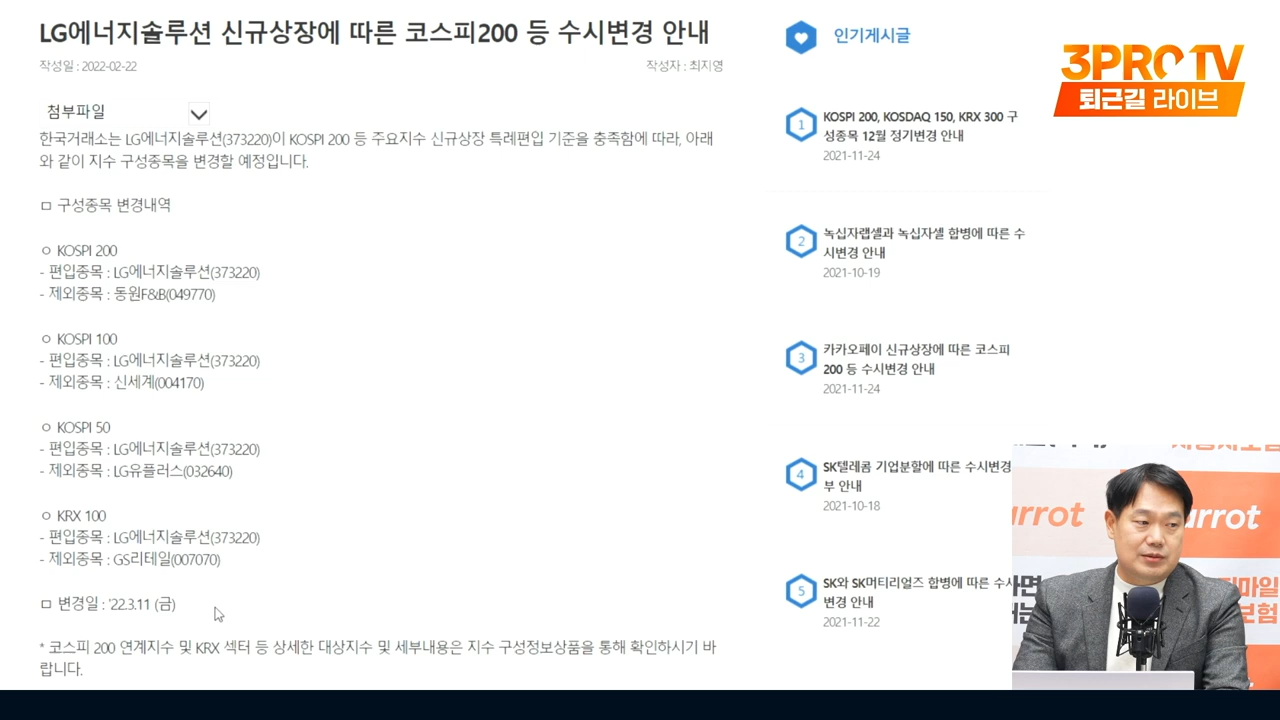 LG에너지솔루션 신규상장에 따른 코스피200 등 수시변경 안내
작성일 : 2022-02-22
작성자 : 최지영
첨부파일
한국거래소는 LG에너지솔루션(373220)이 KOSPI 200 등 주요지수 신규상장 특례편입 기준을 충족함에 따라, 아래
와 같이 지수 구성종목을 변경할 예정입니다.
ㅁ 구성종목 변경내역
ㅇ KOSPI 200
- 편입종목 : LG에너지솔루션(373220)
- 제외종목 : 동원F&B(049770)
ㅇ KOSPI 100
- 편입종목 : LG에너지솔루션(373220)
- 제외종목 : 신세계(004170)
ㅇ KOSPI 50
- 편입종목 : LG에너지솔루션(373220)
- 제외종목 : LG유플러스(032640)
ㅇ KRX 100
- 편입종목 : LG에너지솔루션(373220)
- 제외종목 : GS리테일(007070)
ㅁ 변경일 : '22.3.11 (금)
* 코스피 200 연계지수 및 KRX 섹터 등 상세한 대상지수 및 세부내용은 지수 구성정보상품을 통해 확인하시기 바
랍니다.
인기게시글
1
KOSPI 200, KOSDAQ 150, KRX 300 구
성종목 12월 정기변경 안내
2021-11-24
2
녹십자랩셀과 녹십자셀 합병에 따른 수
시변경 안내
2021-10-19
3
카카오페이 신규상장에 따른 코스피
200 등 수시변경 안내
2021-11-24
4
SK텔레콤 기업분할에 따른 수시변경
부 안내
2021-10-18
5
SK와 SK머티리얼즈 합병에 따른 수시
변경 안내
2021-11-22
3PRO TV
퇴근길 라이브
arrot
arrot
마일
보험